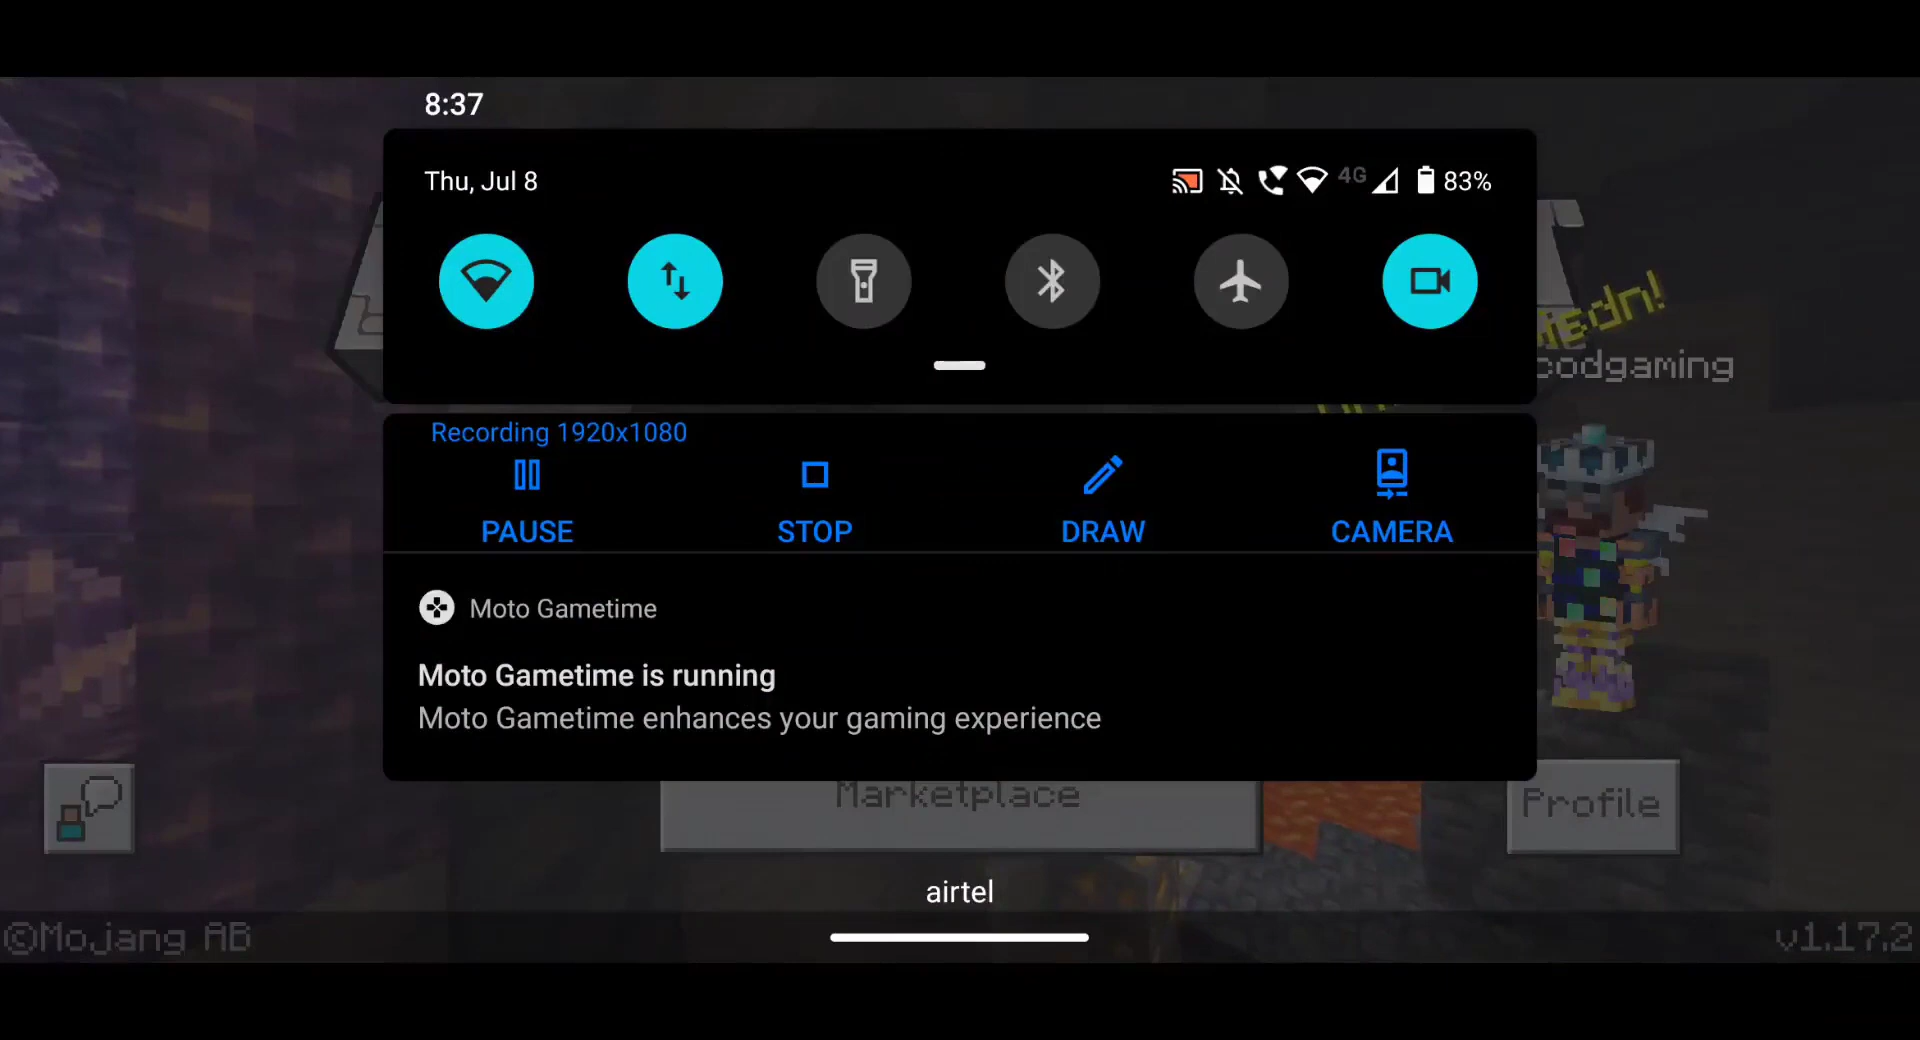 8:37
Thu, Jul 8
4G
83%
codgaming
Recording 1920x1080
PAUSE
STOP
DRAW
CAMERA
Moto Gametime
Moto Gametime is running
Moto Gametime enhances your gaming experience
Marketplace
Profile
airtel
©Mojang AB
v1.17.2